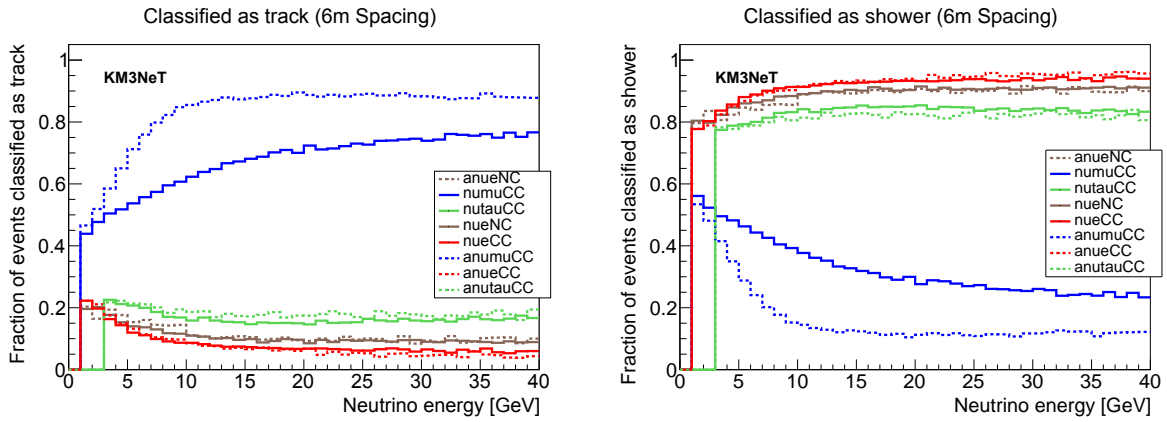 Classified as track (6m Spacing)
Fraction of events classified as track
1
0.8
0.6
0.4
0.2
0
KM3NeT
anueNC
numuCC
nutauCC
nueNC
nueCC
anumuCC
anueCC
anutauCC
0 5 10 15 20 25 30 35 40
Neutrino energy [GeV]
Classified as shower (6m Spacing)
Fraction of events classified as shower
1
0.8
0.6
0.4
0.2
0
KM3NeT
anueNC
numuCC
nutauCC
nueNC
nueCC
anumuCC
anueCC
anutauCC
0 5 10 15 20 25 30 35 40
Neutrino energy [GeV]